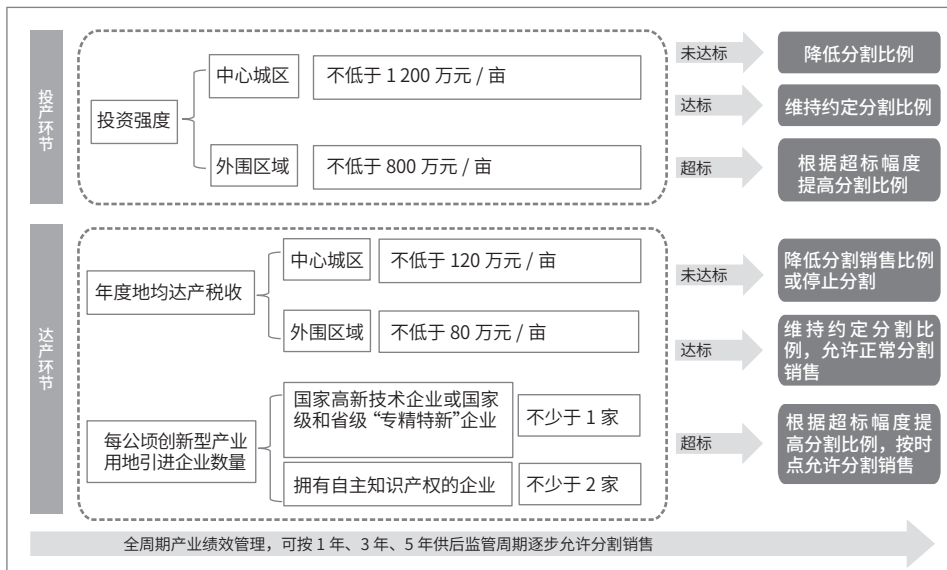 投产环节
投资强度
中心城区
不低于 1 200 万元 / 亩
外围区域
不低于 800 万元 / 亩
未达标
降低分割比例
达标
维持约定分割比例
超标
根据超标幅度
提高分割比例
达产环节
年度地均达产税收
中心城区
不低于 120 万元 / 亩
外围区域
不低于 80 万元 / 亩
每公顷创新型产业
用地引进企业数量
国家高新技术企业或国家
级和省级 “专精特新”企业
不少于 1 家
拥有自主知识产权的企业
不少于 2 家
未达标
降低分割销售比例
或停止分割
达标
维持约定分割比
例，允许正常分割
销售
超标
根据超标幅度提
高分割比例，按时
点允许分割销售
全周期产业绩效管理，可按 1 年、3 年、5 年供后监管周期逐步允许分割销售